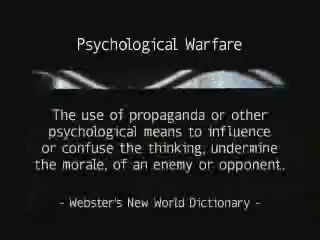 Psychological Warfare
The use of propaganda or other
psychological means to influence
or confuse the thinking, undermine
the morale, of an enemy or opponent.
- Webster's New World Dictionary -